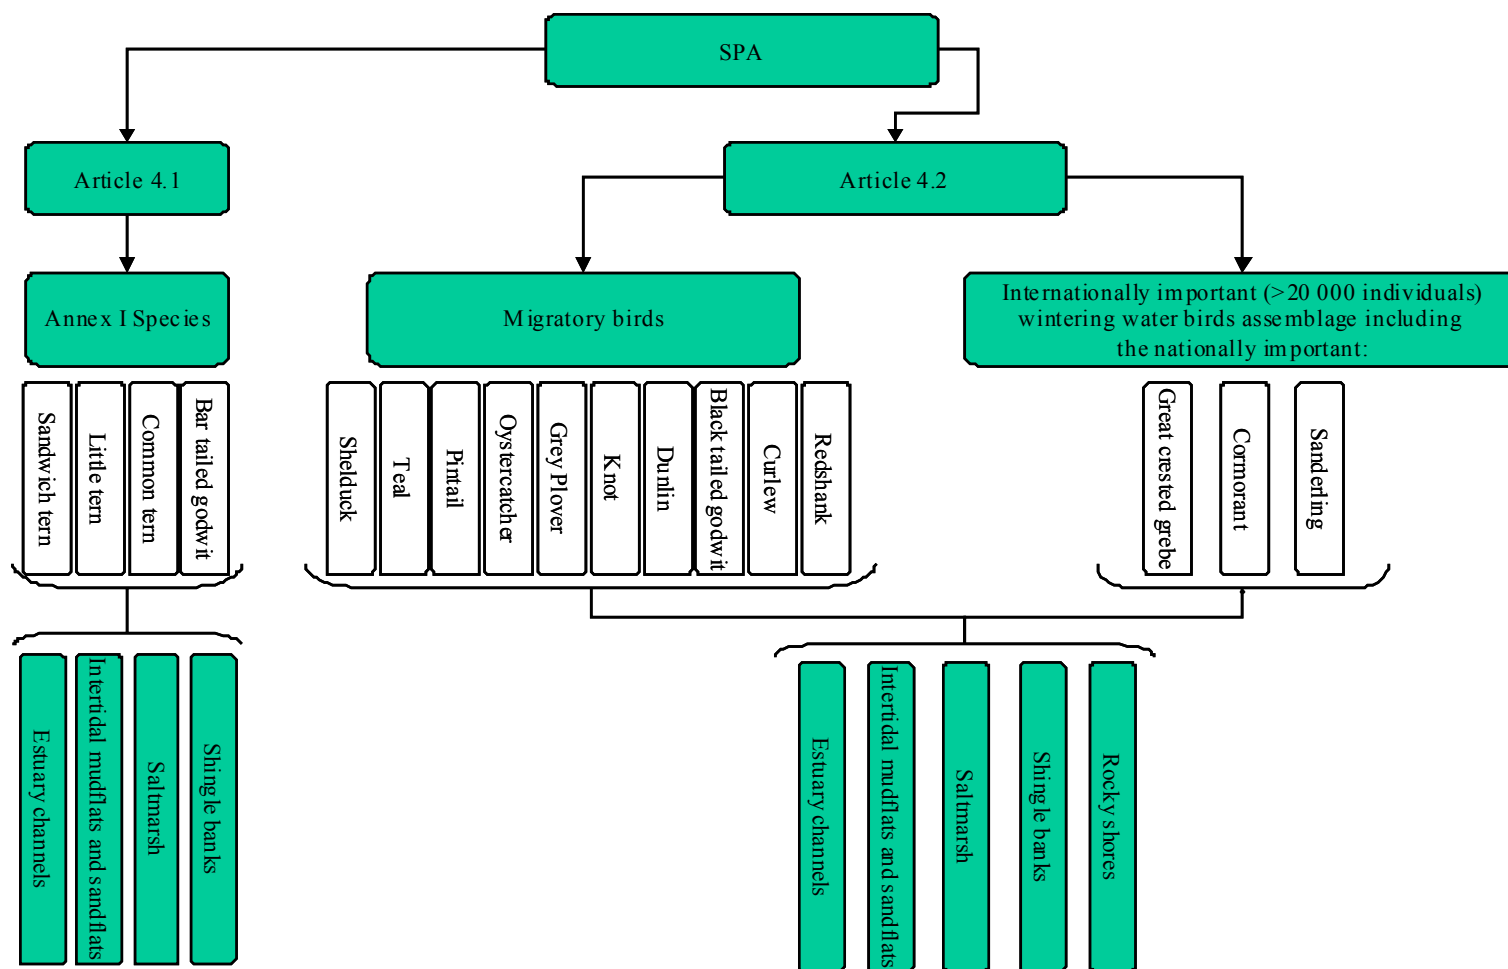 SPA
Article 4.1
Article 4.2
Annex I Species
Migratory birds
Internationally important (>20 000 individuals)
wintering water birds assemblage including
the nationally important:
Sandwich tern
Little tern
Common tern
Bar tailed godwit
Shelduck
Teal
Pintail
Oystercatcher
Grey Plover
Knot
Dunlin
Black tailed godwit
Curlew
Redshank
Great crested grebe
Cormorant
Sanderling
Estuary channels
Intertidal mudflats and sandflats
Saltmarsh
Shingle banks
Estuary channels
Intertidal mudflats and sandflats
Saltmarsh
Shingle banks
Rocky shores